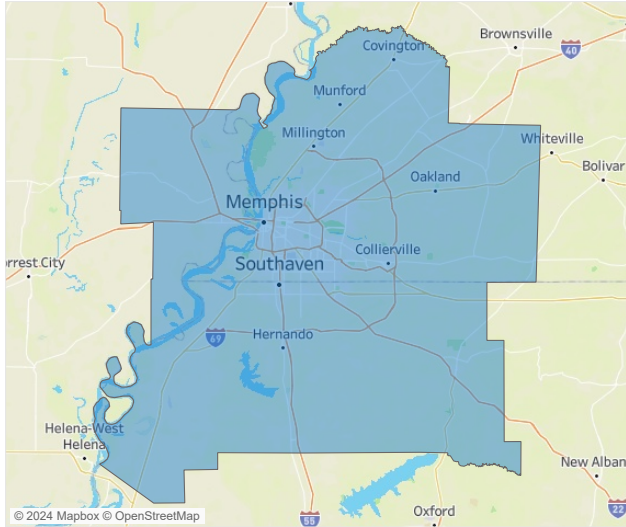 Covington
Brownsville
40
Munford
Millington
Whiteville
Bolivar
Oakland
Memphis
Collierville
rrest City
Southaven
69
Hernando
Helena-West
Helena
New Alban
Oxford
55
22
© 2024 Mapbox © OpenStreetMap